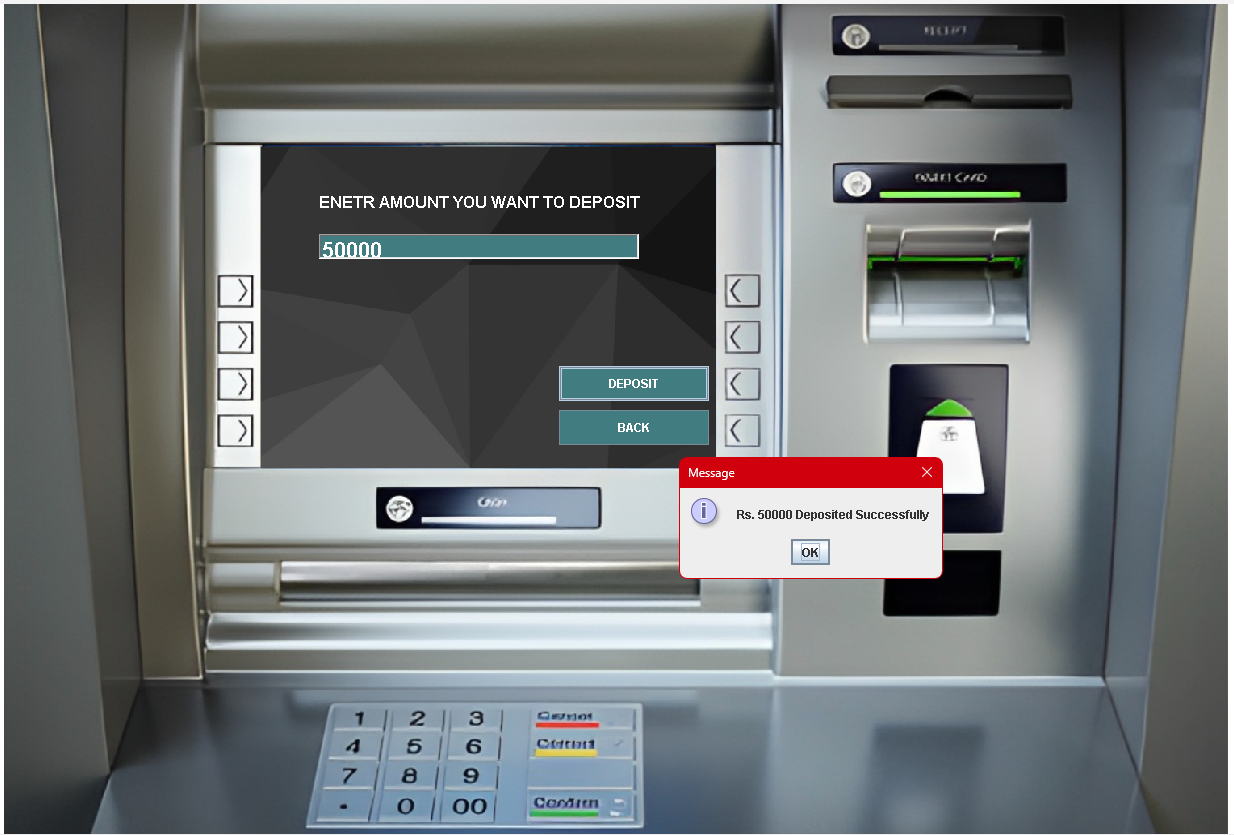 ENETR AMOUNT YOU WANT TO DEPOSIT
50000
DEPOSIT
BACK
Message
Rs. 50000 Deposited Successfully
OK
1 2 3
4 5 6
7 8 9
0 00